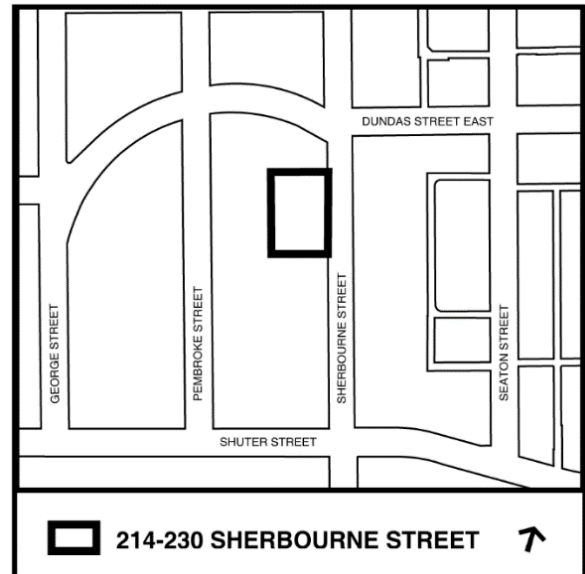 DUNDAS STREET EAST
GEORGE STREET
PEMBROKE STREET
SHERBOURNE STREET
SEATON STREET
SHUTER STREET
214-230 SHERBOURNE STREET